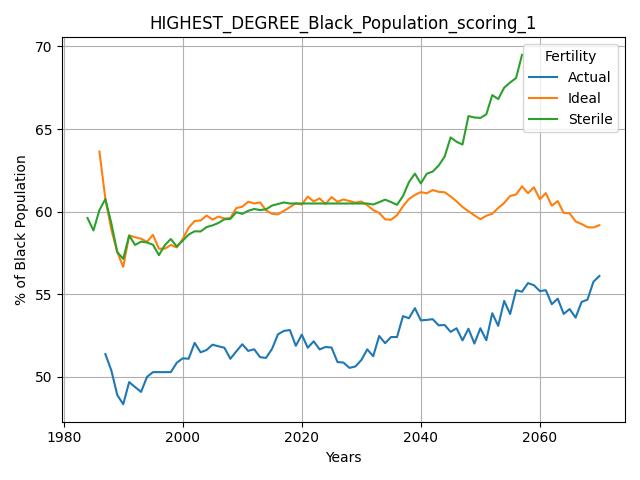 HIGHEST_DEGREE_Black_Population_scoring_1
% of Black Population
70
65
60
55
50
Fertility
Actual
Ideal
Sterile
1980
2000
2020
2040
2060
Years